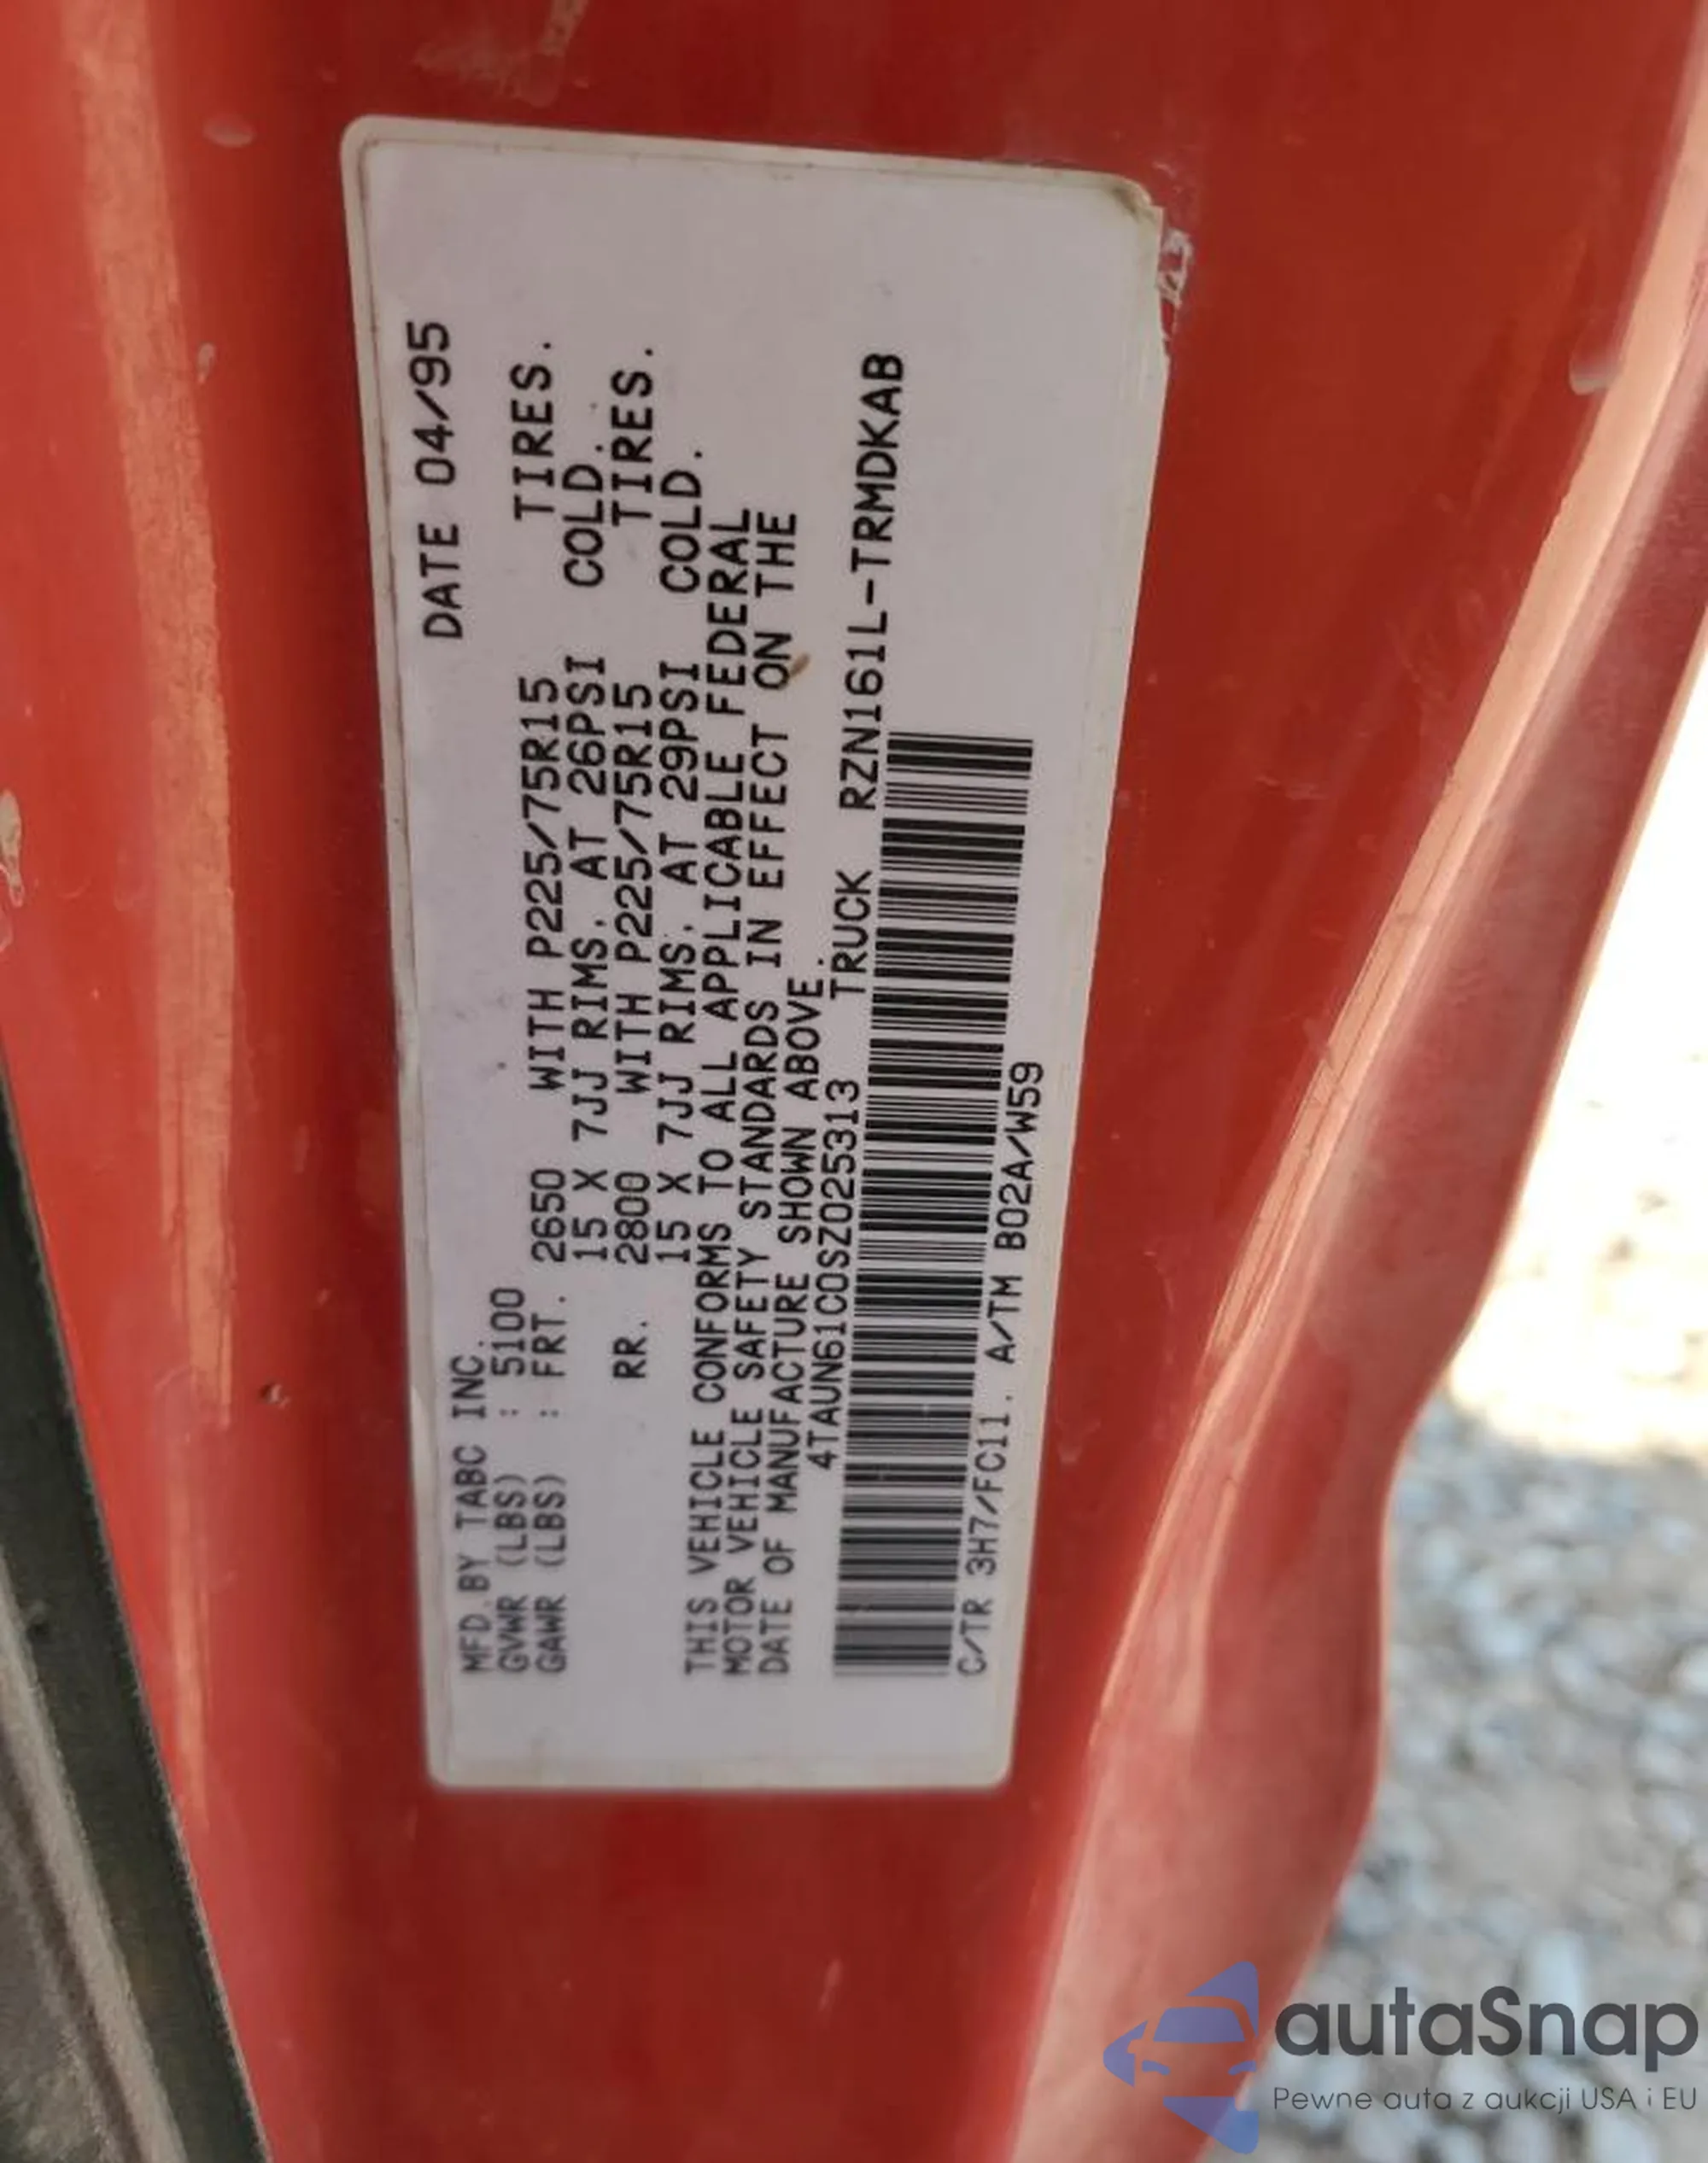 MFD.BY TABC INC. DATE 04/95
GVWR (LBS) : 5100
GAWR (LBS) : FRT. 2650 WITH P225/75R15 TIRES.
15 X 7JJ RIMS. AT 26PSI COLD.
RR. 2800 WITH P225/75R15 TIRES.
15 X 7JJ RIMS. AT 29PSI COLD.
THIS VEHICLE CONFORMS TO ALL APPLICABLE FEDERAL
MOTOR VEHICLE SAFETY STANDARDS IN EFFECT ON THE
DATE OF MANUFACTURE SHOWN ABOVE.
4TAUN61C0SZ025313 TRUCK RZN161L-TRMDKAB
C/TR 3H7/FC11. A/TM B02A/W59
autaSnap
Pewne auta z aukcji USA i EU